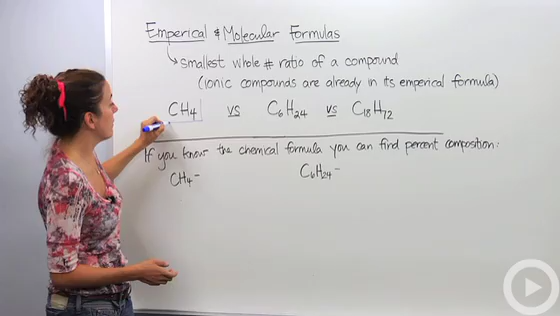 Emperical & Molecular Formulas
↳ smallest whole # ratio of a compound
(ionic compounds are already in its emperical formula)
CH₄ vs C₆H₂₄ vs C₁₈H₇₂
If you know the chemical formula you can find percent composition:
CH₄- C₆H₂₄-